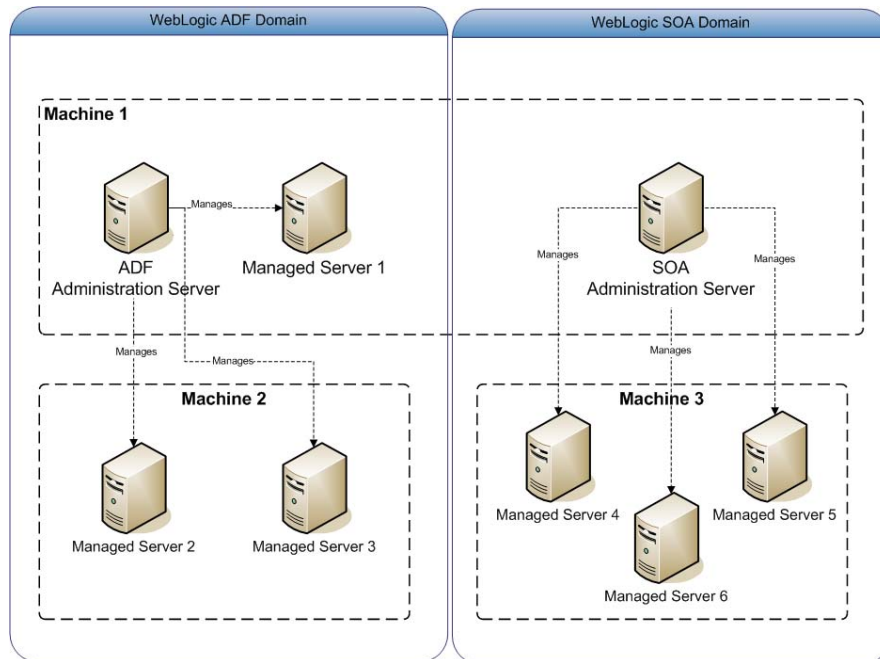 WebLogic ADF Domain
WebLogic SOA Domain
Machine 1
Manages
ADF
Administration Server
Managed Server 1
SOA
Administration Server
Manages
Manages
Manages
Manages
Manages
Machine 2
Managed Server 2
Managed Server 3
Machine 3
Managed Server 4
Managed Server 5
Managed Server 6